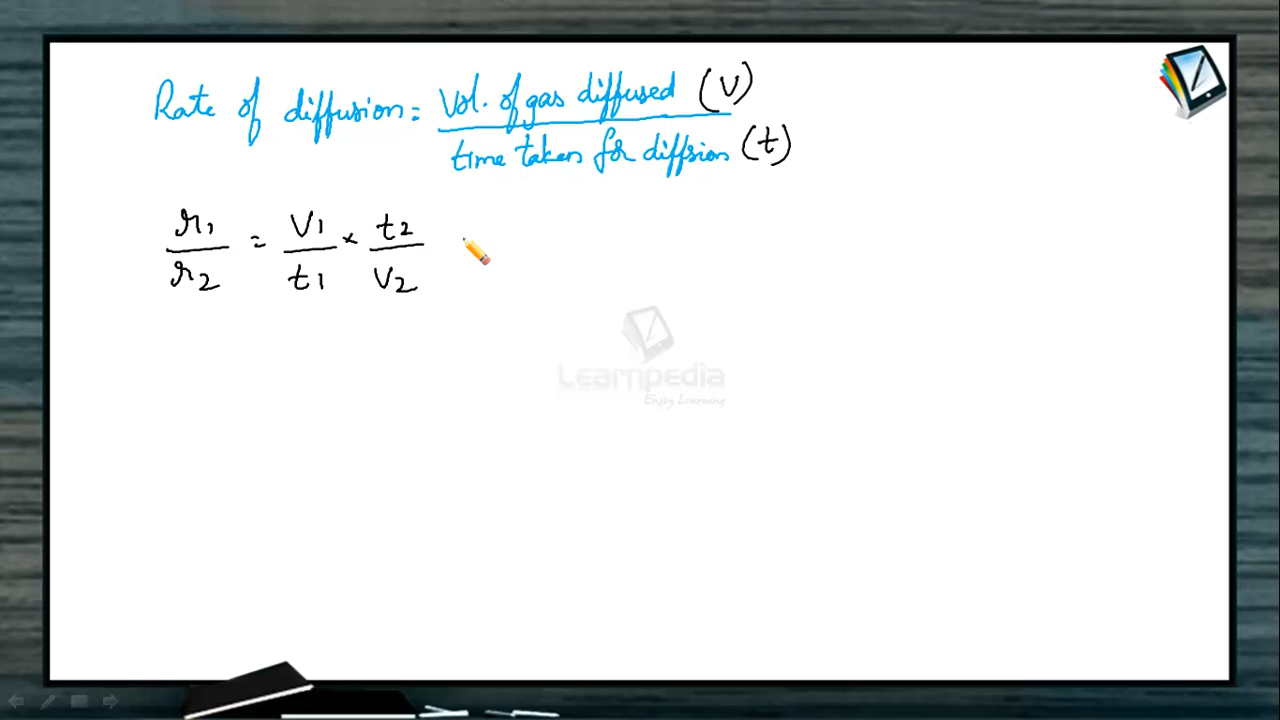 Rate of diffusion = Vol. of gas diffused (V) / time taken for diffsion (t)
r1/r2 = V1/t1 × t2/V2
Learnpedia
Enjoy Learning